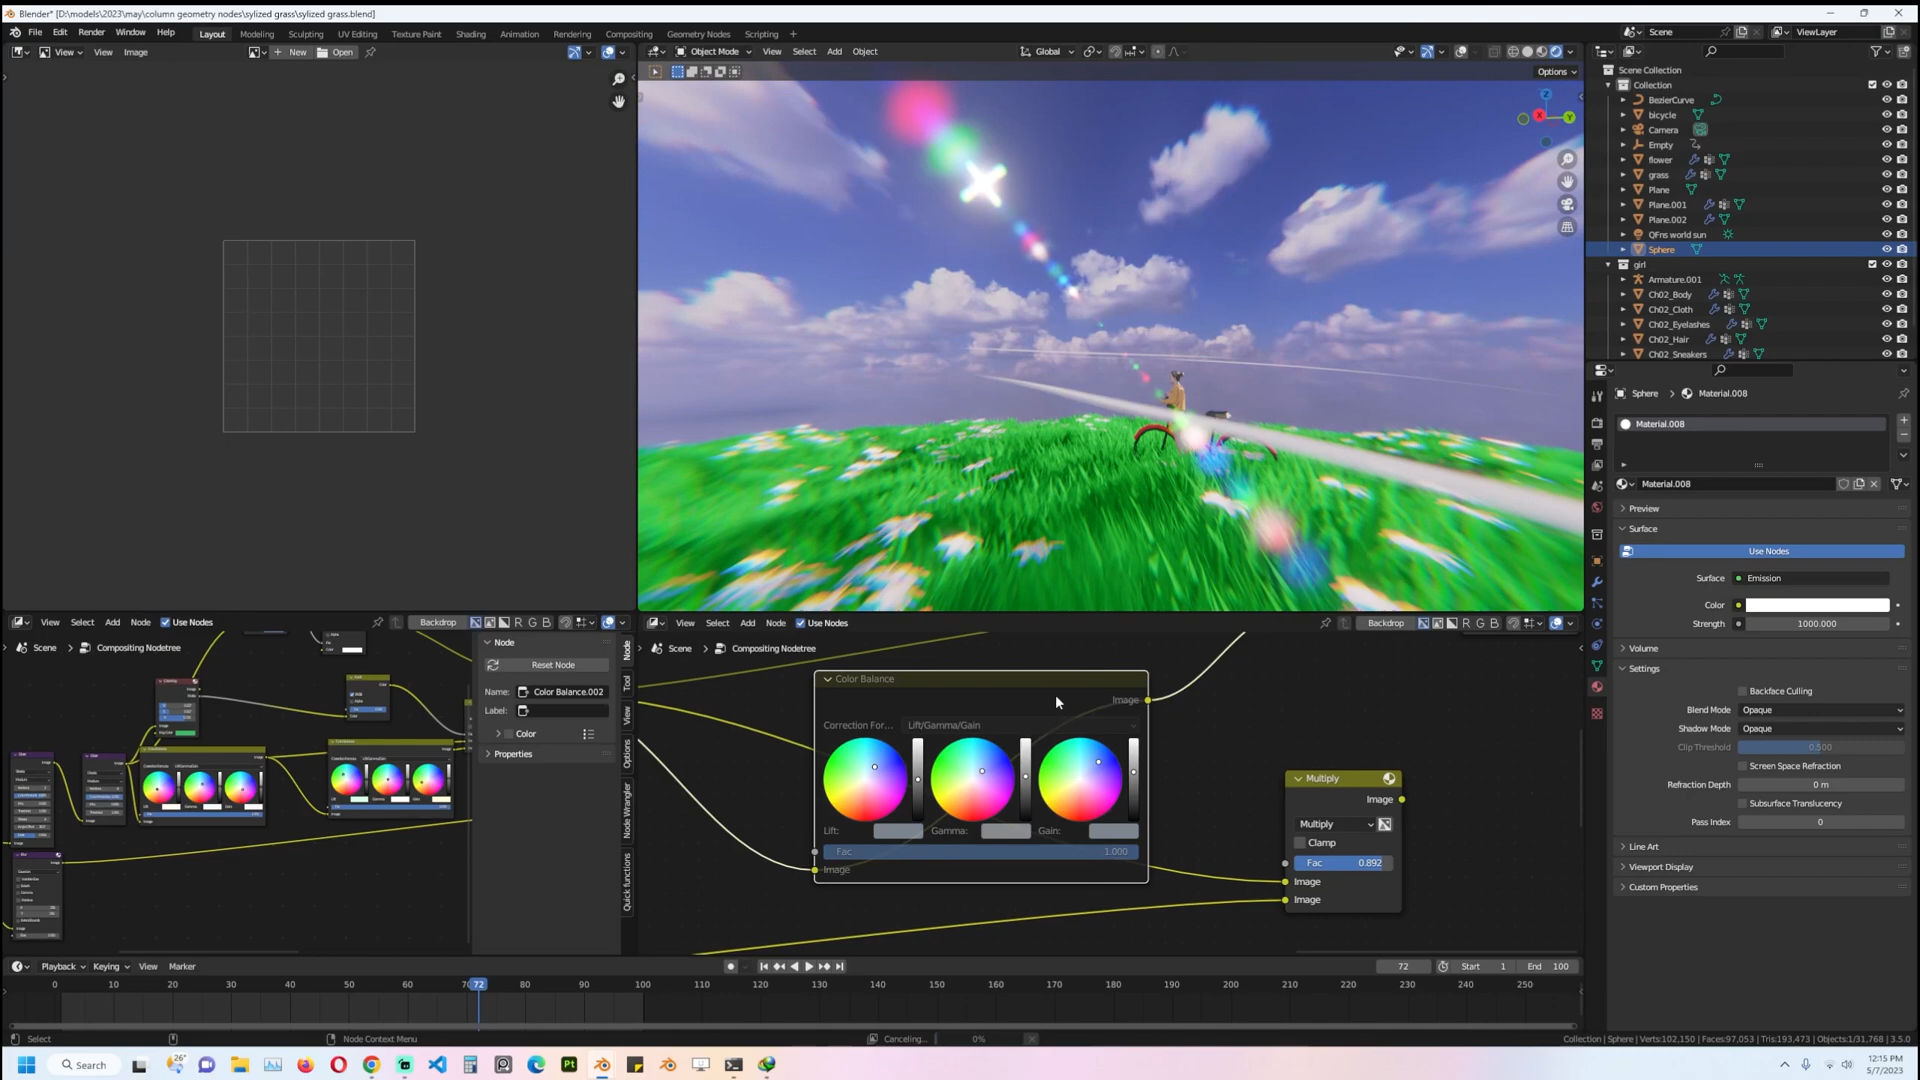 Blender* [D:\models\2023\may\column geometry nodes\sylized grass\sylized grass.blend]
File Edit Render Window Help Layout Modeling Sculpting UV Editing Texture Paint Shading Animation Rendering Compositing Geometry Nodes Scripting + Scene ViewLayer
View View Image New Open Object Mode View Select Add Object Global
Options
Scene Collection
Collection
BezierCurve
bicycle
Camera
Empty
flower
grass
Plane
Plane.001
Plane.002
QFns world sun
Sphere
girl
Armature.001
Ch02_Body
Ch02_Cloth
Ch02_Eyelashes
Ch02_Hair
Ch02_Sneakers
Sphere > Material.008
Material.008
Material.008
Preview
Surface
Use Nodes
Surface Emission
Color
Strength 1000.000
Volume
Settings
Backface Culling
Blend Mode Opaque
Shadow Mode Opaque
Clip Threshold 0.500
Screen Space Refraction
Refraction Depth 0 m
Subsurface Translucency
Pass Index 0
Line Art
Viewport Display
Custom Properties
View Select Add Node Use Nodes Backdrop R G B
Scene > Compositing Nodetree
Node
Reset Node
Name: Color Balance.002
Label:
Color
Properties
Node
Tool
View
Options
Node Wrangler
Quick functions
View Select Add Node Use Nodes Backdrop R G B
Scene > Compositing Nodetree
Color Balance
Image
Correction For... Lift/Gamma/Gain
Lift: Gamma: Gain:
Fac 1.000
Image
Multiply
Image
Multiply
Clamp
Fac 0.892
Image
Image
Playback Keying View Marker 72 Start 1 End 100
0 10 20 30 40 50 60 70 72 80 90 100 110 120 130 140 150 160 170 180 190 200 210 220 230 240 250
Select Node Context Menu Canceling... 0% Collection | Sphere | Verts:102,150 | Faces:97,053 | Tris:193,473 | Objects:1/31,768 | 3.5.0
Search 26° 12:15 PM
5/7/2023